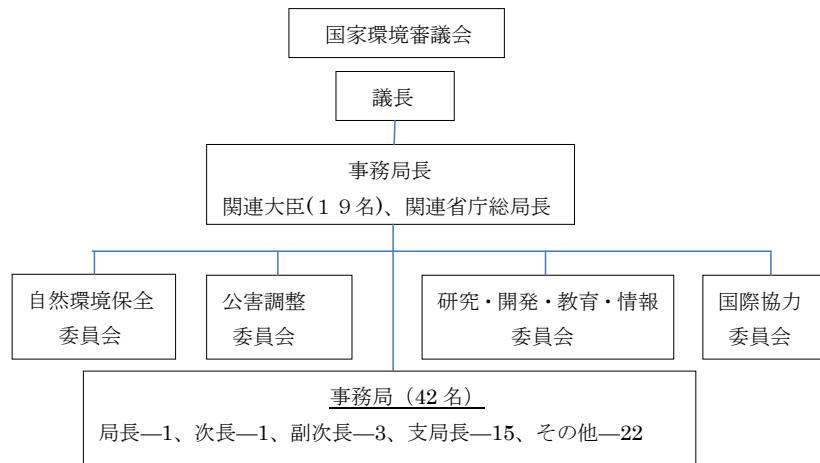 国家環境審議会
議長
事務局長
関連大臣(１９名)、関連省庁総局長
自然環境保全
委員会
公害調整
委員会
研究・開発・教育・情報
委員会
国際協力
委員会
事務局（42 名）
局長―1、次長―1、副次長―3、支局長―15、その他―22